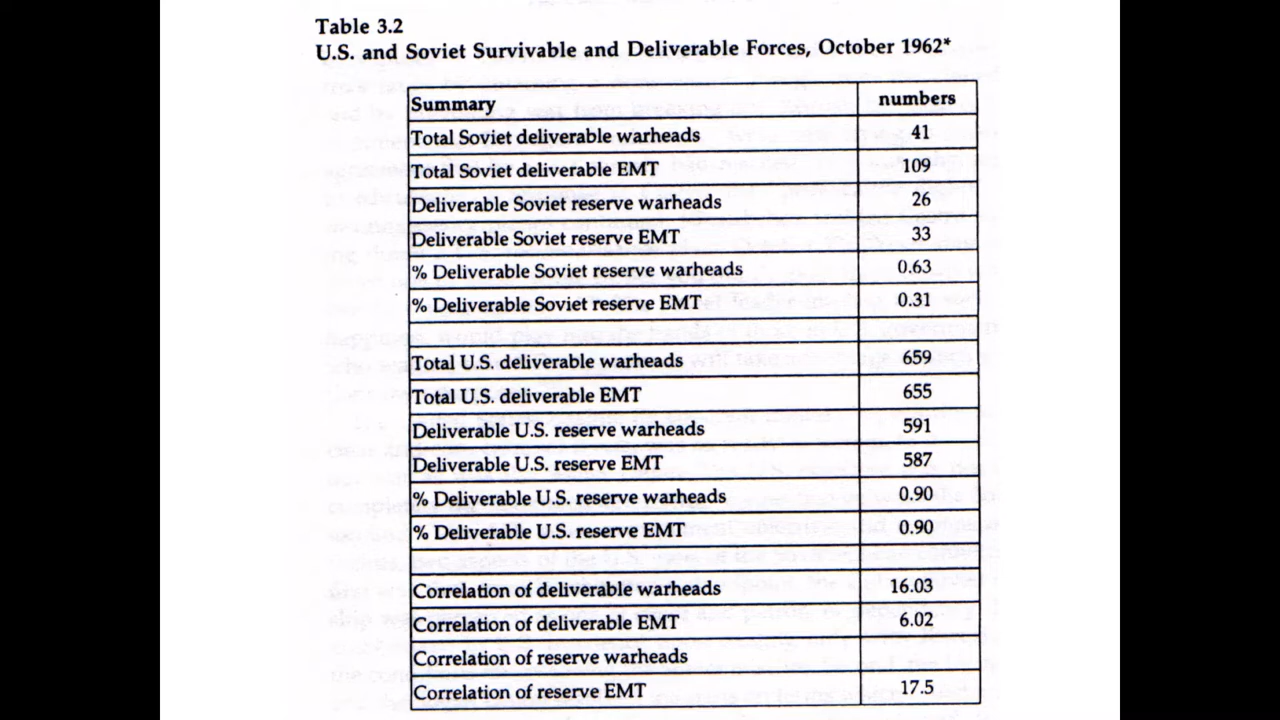 Table 3.2
U.S. and Soviet Survivable and Deliverable Forces, October 1962*
Summary numbers
Total Soviet deliverable warheads 41
Total Soviet deliverable EMT 109
Deliverable Soviet reserve warheads 26
Deliverable Soviet reserve EMT 33
% Deliverable Soviet reserve warheads 0.63
% Deliverable Soviet reserve EMT 0.31
Total U.S. deliverable warheads 659
Total U.S. deliverable EMT 655
Deliverable U.S. reserve warheads 591
Deliverable U.S. reserve EMT 587
% Deliverable U.S. reserve warheads 0.90
% Deliverable U.S. reserve EMT 0.90
Correlation of deliverable warheads 16.03
Correlation of deliverable EMT 6.02
Correlation of reserve warheads
Correlation of reserve EMT 17.5